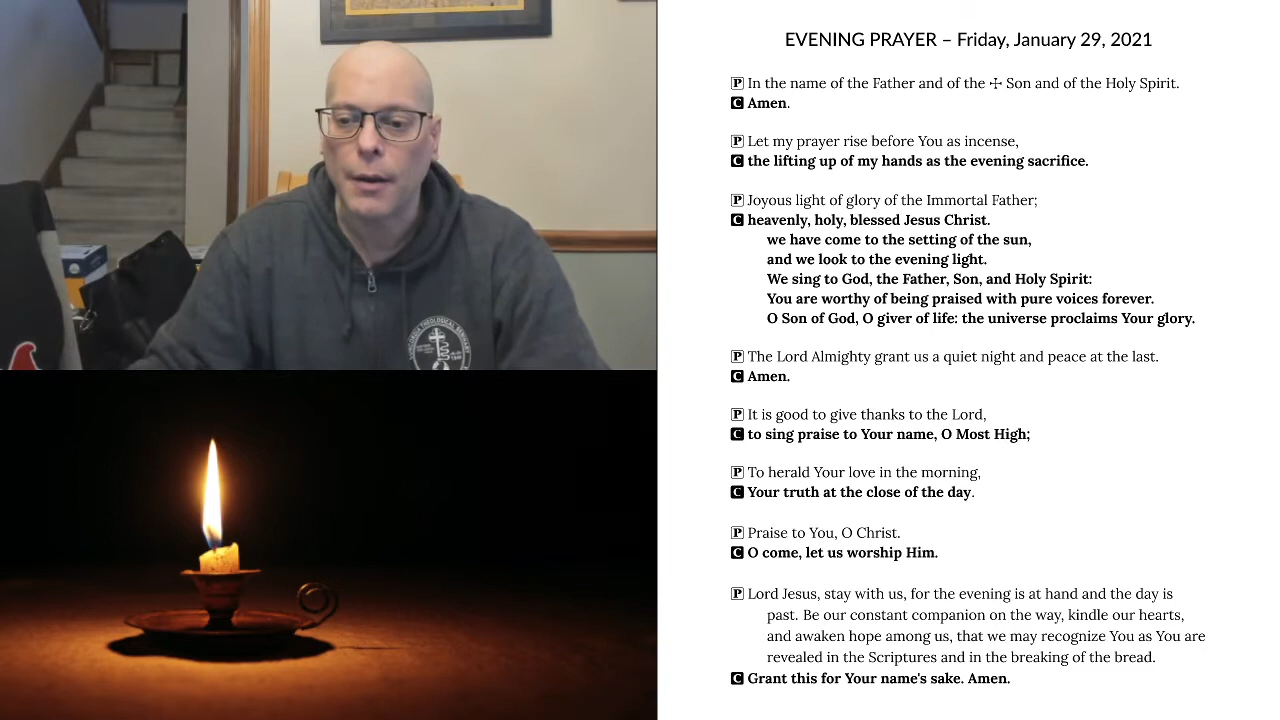 EVENING PRAYER – Friday, January 29, 2021
P In the name of the Father and of the ☩ Son and of the Holy Spirit.
C Amen.
P Let my prayer rise before You as incense,
C the lifting up of my hands as the evening sacrifice.
P Joyous light of glory of the Immortal Father;
C heavenly, holy, blessed Jesus Christ.
we have come to the setting of the sun,
and we look to the evening light.
We sing to God, the Father, Son, and Holy Spirit:
You are worthy of being praised with pure voices forever.
O Son of God, O giver of life: the universe proclaims Your glory.
P The Lord Almighty grant us a quiet night and peace at the last.
C Amen.
P It is good to give thanks to the Lord,
C to sing praise to Your name, O Most High;
P To herald Your love in the morning,
C Your truth at the close of the day.
P Praise to You, O Christ.
C O come, let us worship Him.
P Lord Jesus, stay with us, for the evening is at hand and the day is
past. Be our constant companion on the way, kindle our hearts,
and awaken hope among us, that we may recognize You as You are
revealed in the Scriptures and in the breaking of the bread.
C Grant this for Your name's sake. Amen.
CONCORDIA THEOLOGICAL SEMINARY